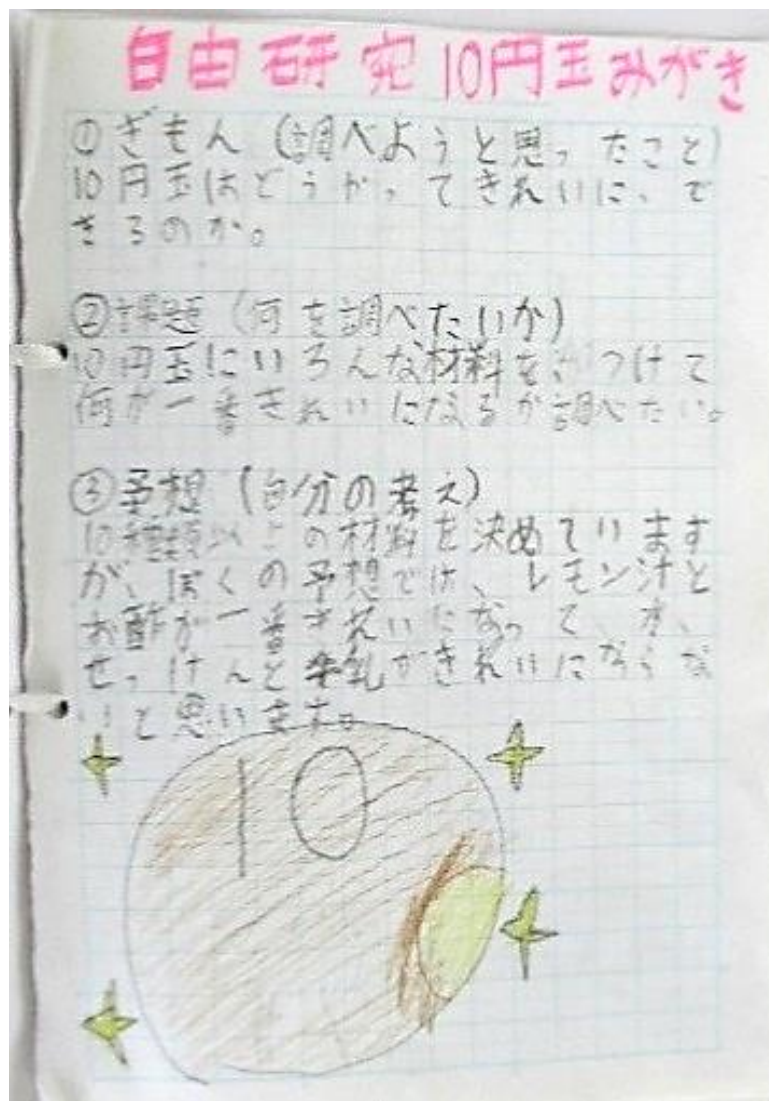 自由研究10円玉みがき
①ぎもん(調べようと思ったこと)
10円玉はどうやってきれいに、で
きるのか。
②課題(何を調べたいか)
10円玉にいろんな材料をつけて
何が一番きれいになるか調べたい。
③予想(自分の考え)
10種類以上の材料を決めています
が、ぼくの予想では、レモン汁と
お酢が一番きれいになって、
せっけんと牛乳がきれいにならな
いと思います。
10